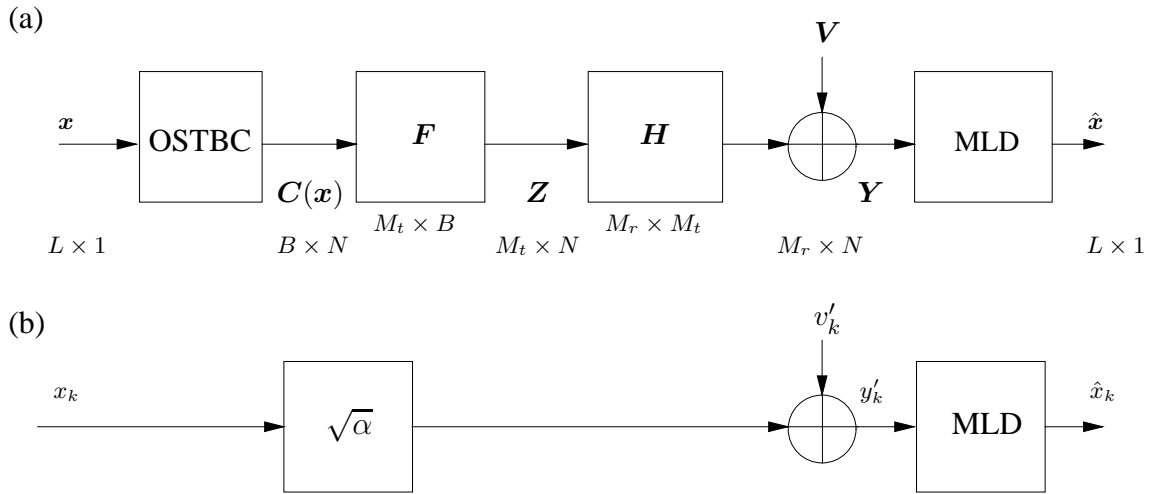 (a)
V
x
OSTBC
F
H
MLD
x̂
C(x)
Z
Y
M_t × B
M_r × M_t
L × 1
B × N
M_t × N
M_r × N
L × 1
(b)
v′_k
x_k
√α
y′_k
MLD
x̂_k